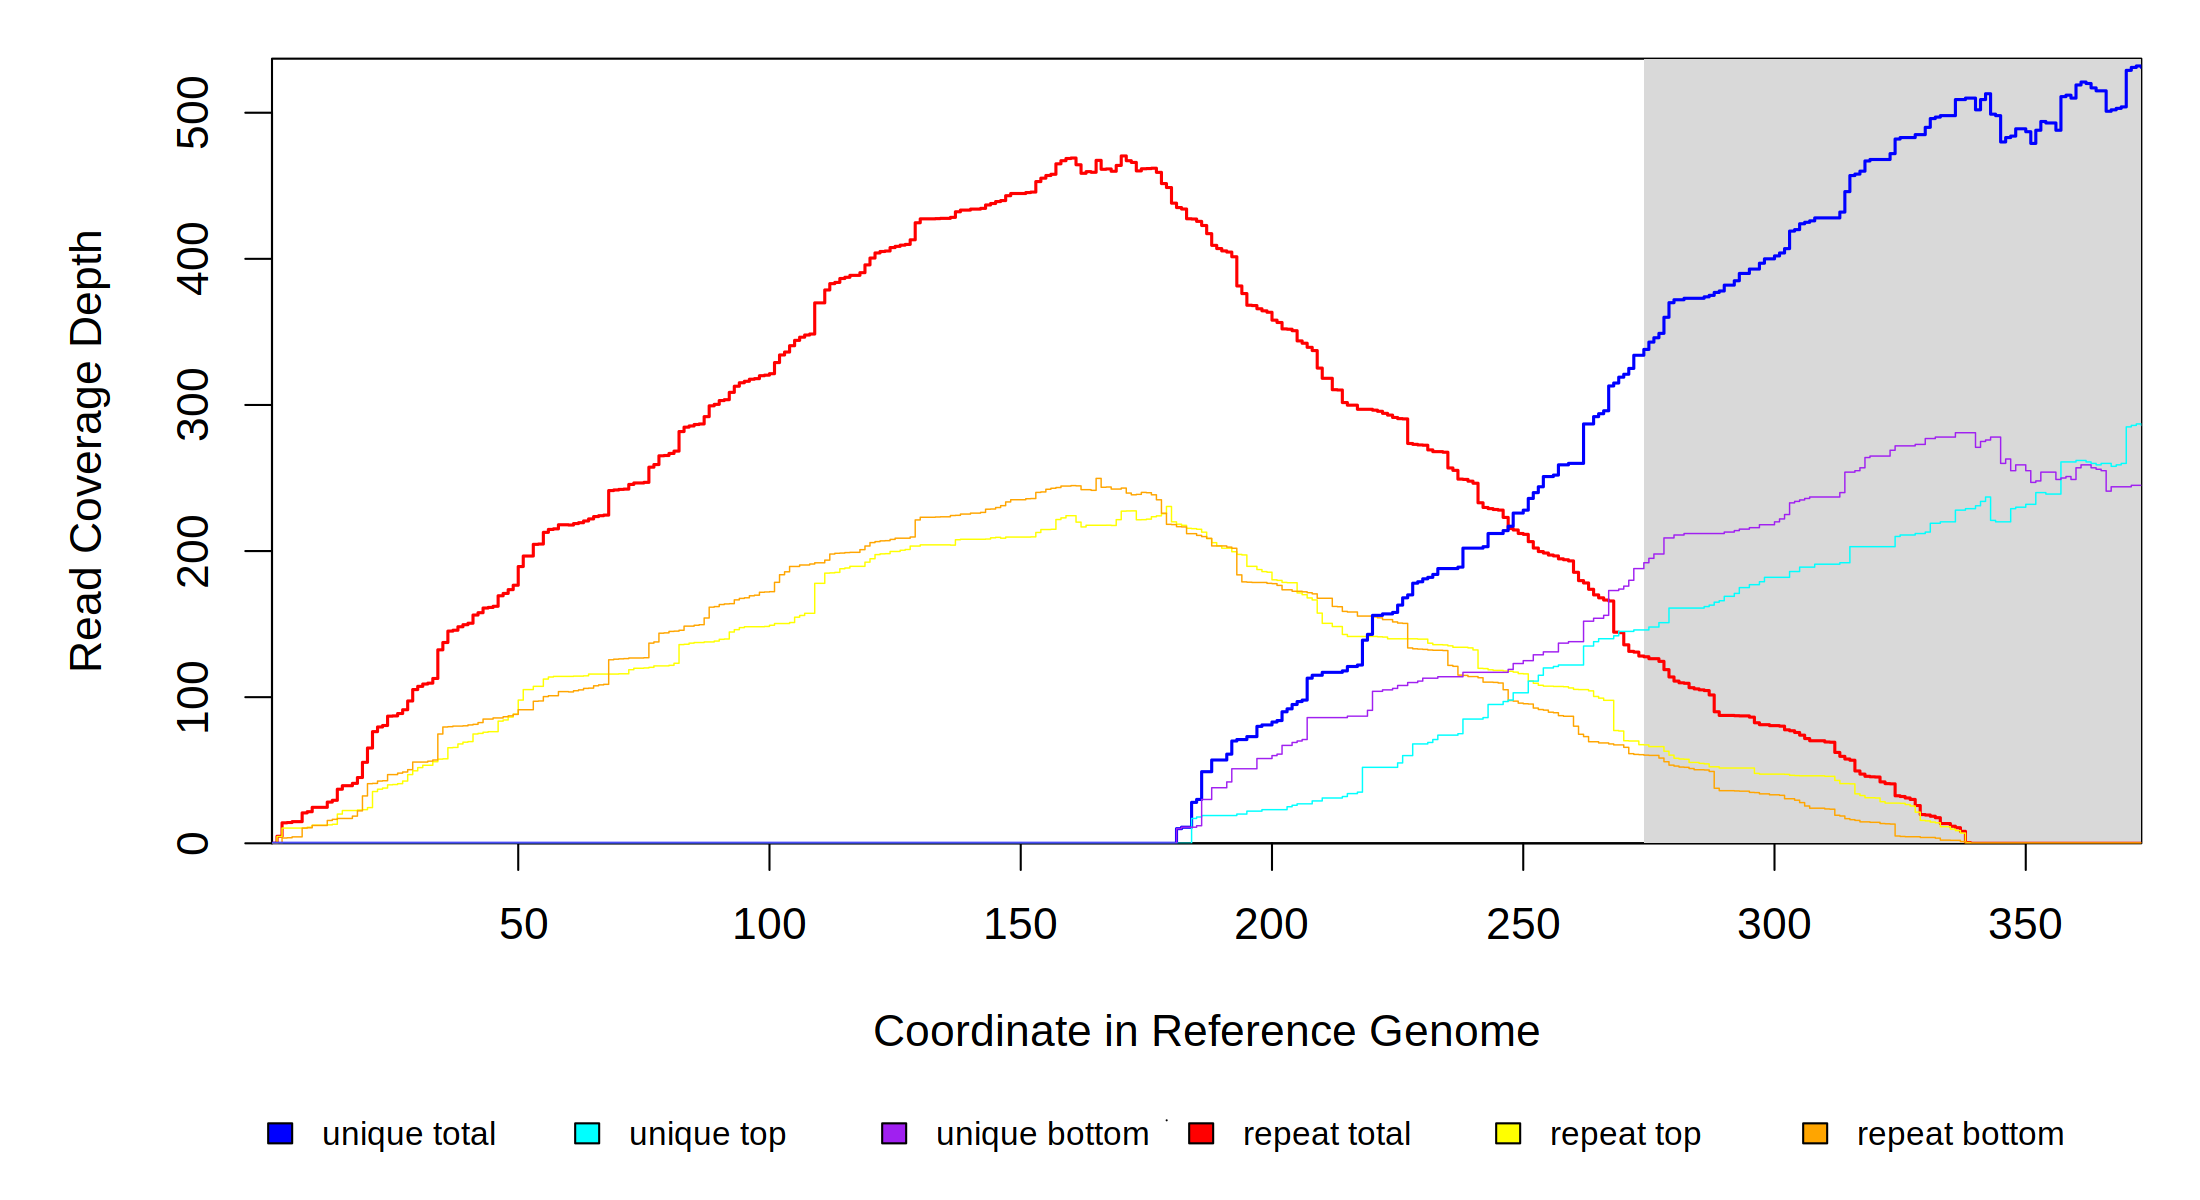 500
400
300
200
100
0
Read Coverage Depth
50 100 150 200 250 300 350
Coordinate in Reference Genome
unique total unique top unique bottom repeat total repeat top repeat bottom